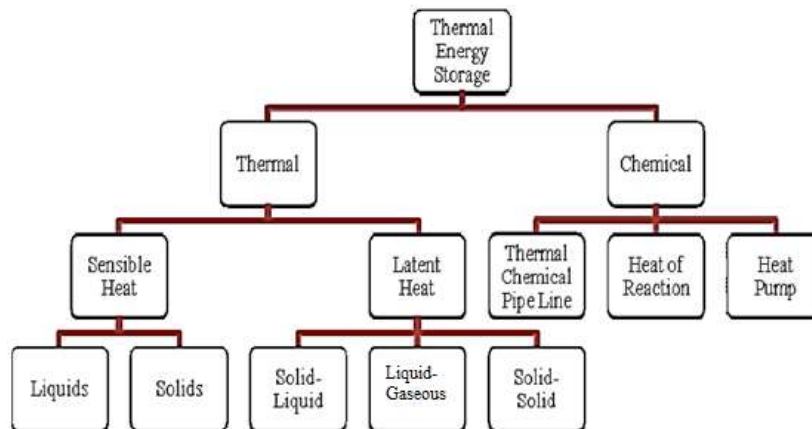 Thermal
Energy
Storage
Thermal
Chemical
Sensible
Heat
Latent
Heat
Thermal
Chemical
Pipe Line
Heat of
Reaction
Heat
Pump
Liquids
Solids
Solid-
Liquid
Liquid-
Gaseous
Solid-
Solid